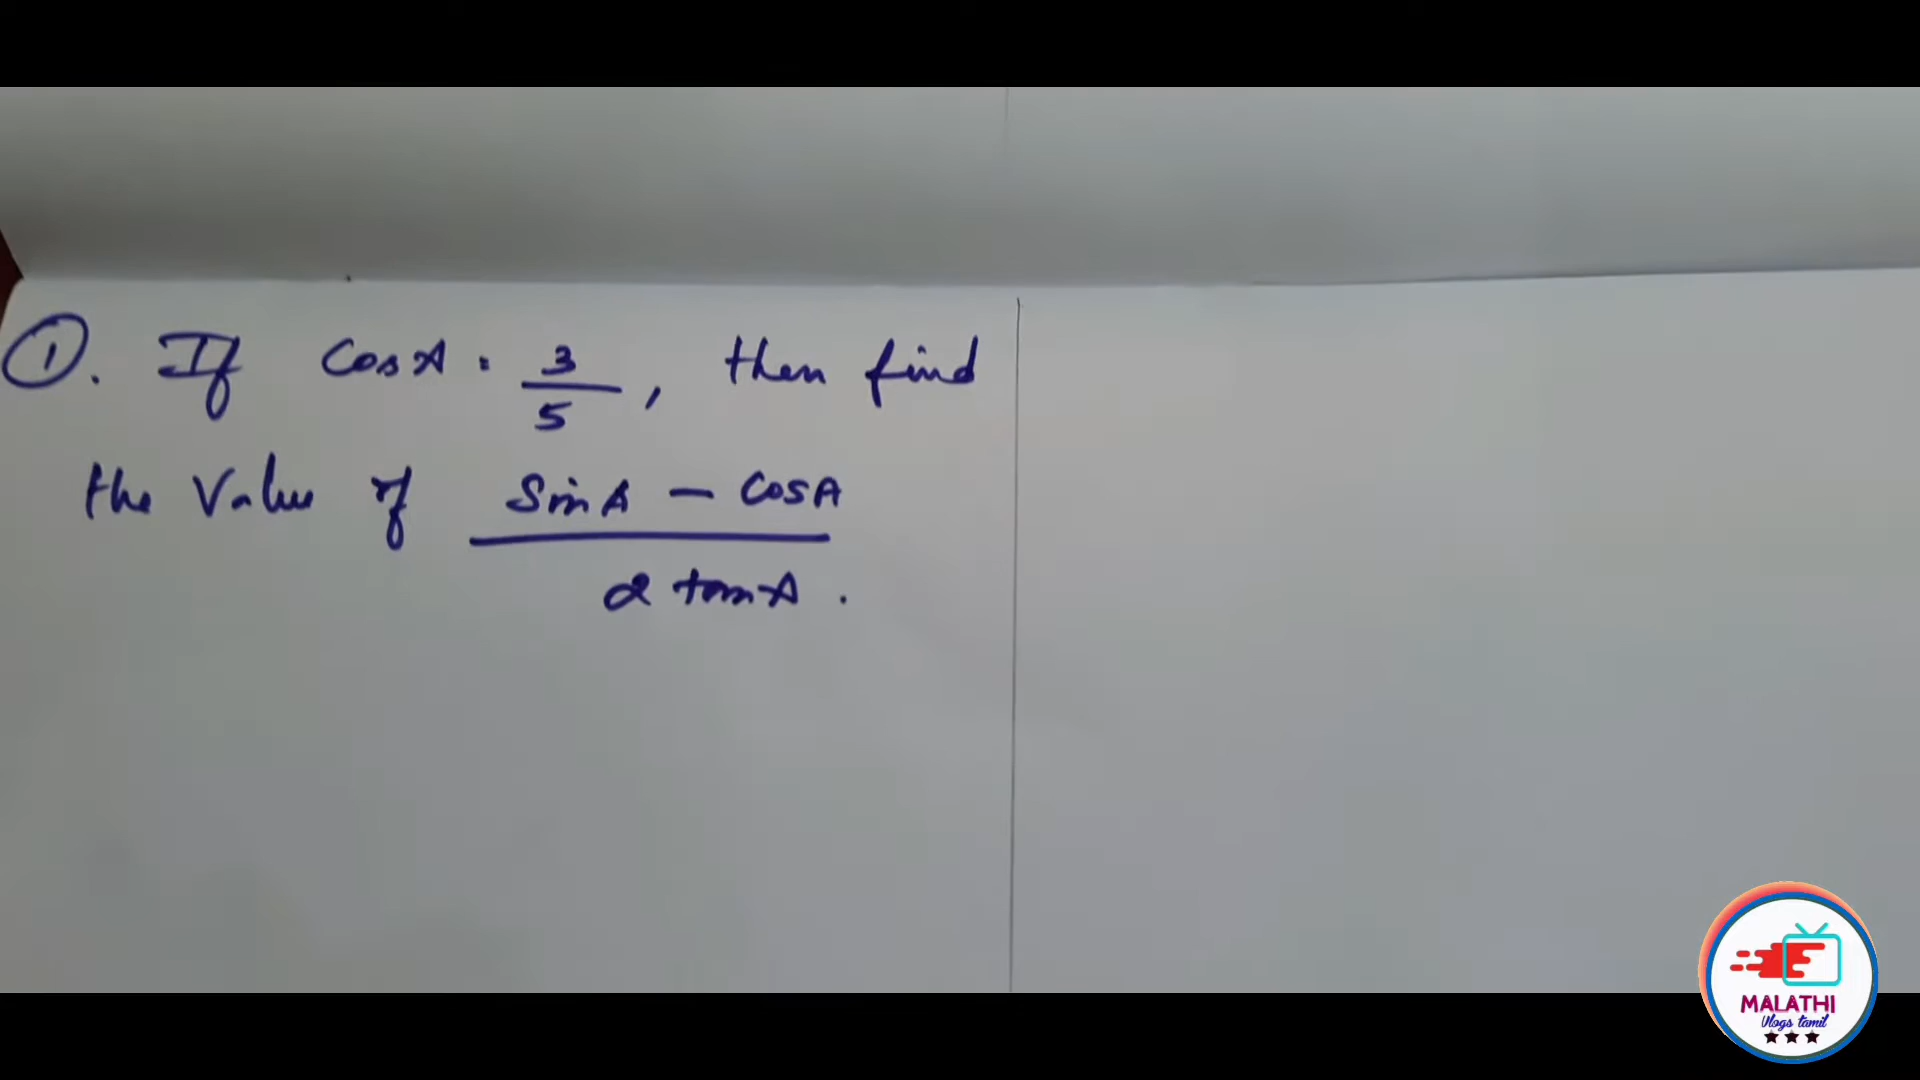 ①. If CosA = 3/5, then find
the Value of SinA - CosA / 2 tanA.
MALATHI
Vlogs tamil